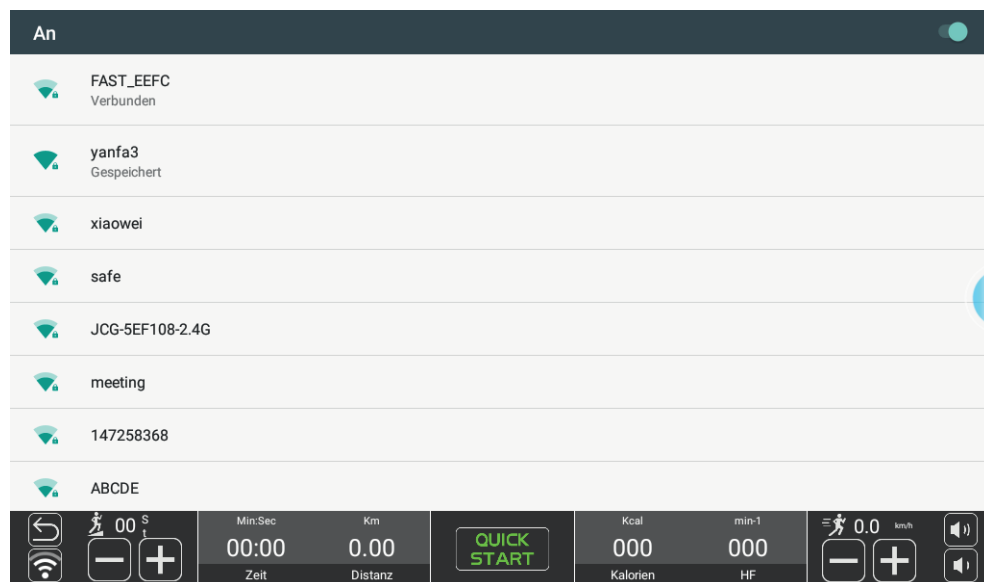 An
FAST_EEFC
Verbunden
yanfa3
Gespeichert
xiaowei
safe
JCG-5EF108-2.4G
meeting
147258368
ABCDE
00 St
Min:Sec
00:00
Zeit
Km
0.00
Distanz
QUICK
START
Kcal
000
Kalorien
min-1
000
HF
0.0 km/h